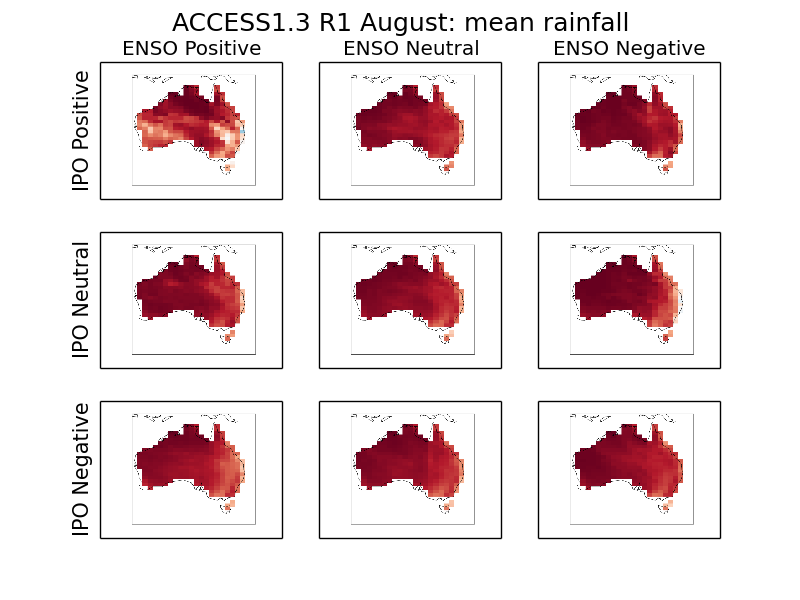 ACCESS1.3 R1 August: mean rainfall
ENSO Positive
ENSO Neutral
ENSO Negative
IPO Positive
IPO Neutral
IPO Negative